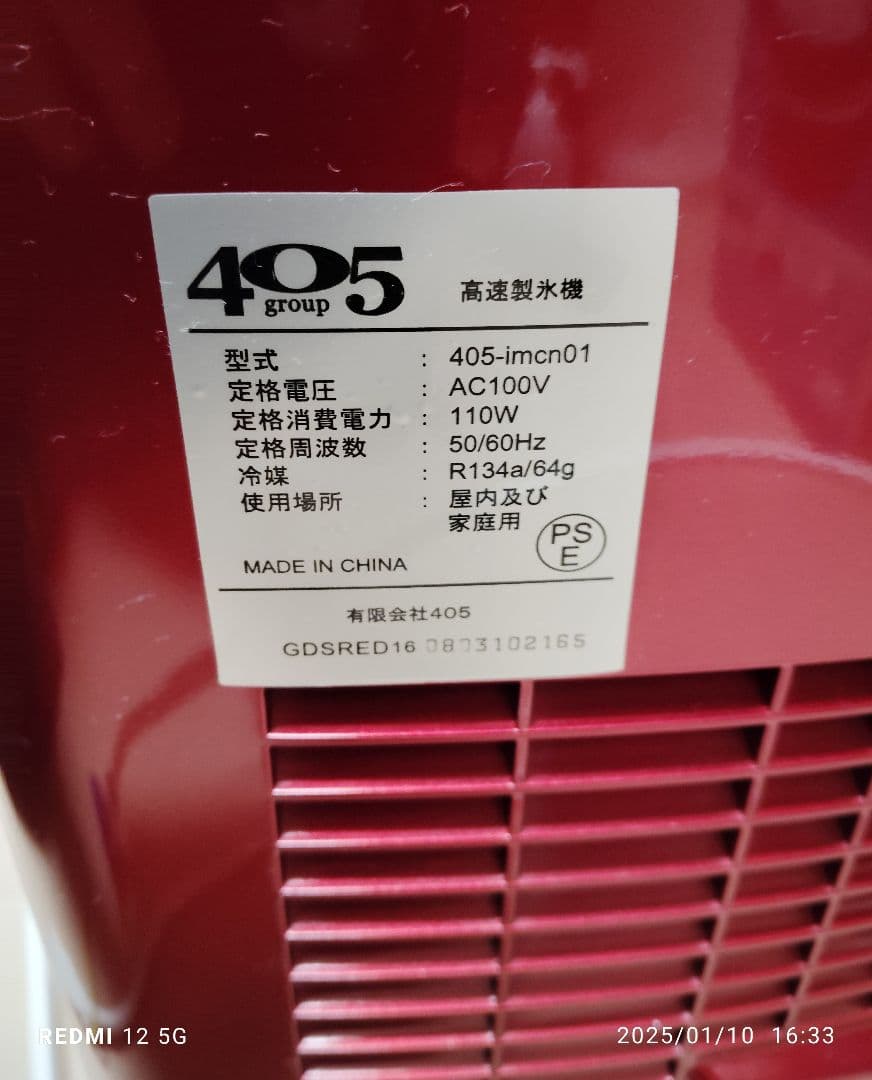 405
group
高速製氷機
型式 : 405-imcn01
定格電圧 : AC100V
定格消費電力 : 110W
定格周波数 : 50/60Hz
冷媒 : R134a/64g
使用場所 : 屋内及び
家庭用
PS
E
MADE IN CHINA
有限会社405
GDSRED16
REDMI 12 5G
2025/01/10 16:33